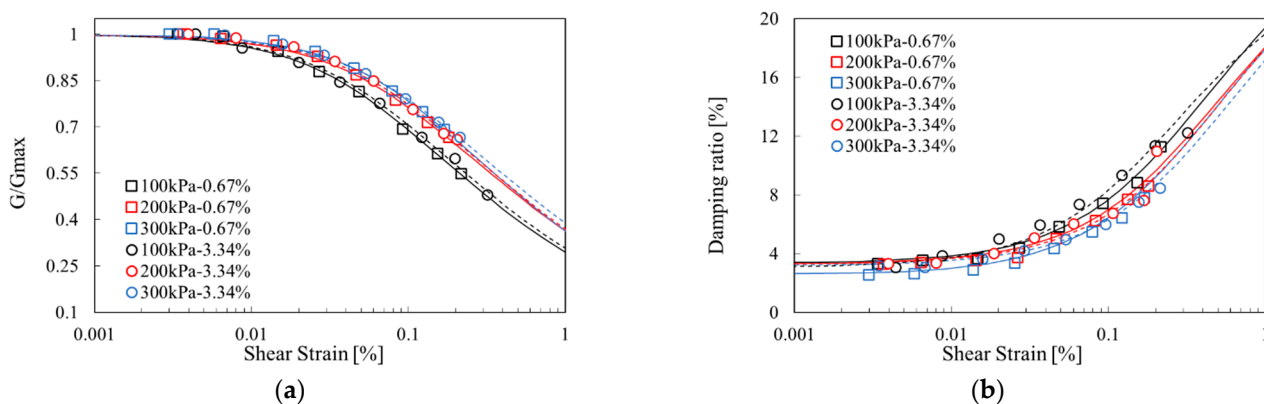 G/Gmax
1
0.85
0.7
0.55
0.4
0.25
0.1
100kPa-0.67%
200kPa-0.67%
300kPa-0.67%
100kPa-3.34%
200kPa-3.34%
300kPa-3.34%
0.001 0.01 0.1 1
Shear Strain [%]
(a)
Damping ratio [%]
20
16
12
8
4
0
100kPa-0.67%
200kPa-0.67%
300kPa-0.67%
100kPa-3.34%
200kPa-3.34%
300kPa-3.34%
0.001 0.01 0.1 1
Shear Strain [%]
(b)